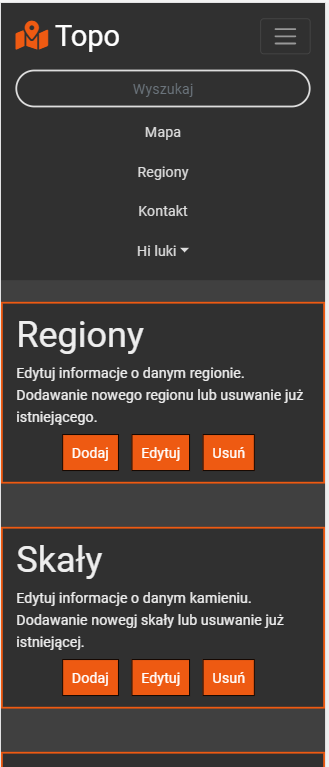 Topo
Wyszukaj
Mapa
Regiony
Kontakt
Hi luki
Regiony
Edytuj informacje o danym regionie.
Dodawanie nowego regionu lub usuwanie już
istniejącego.
Dodaj Edytuj Usuń
Skały
Edytuj informacje o danym kamieniu.
Dodawanie nowegj skały lub usuwanie już
istniejącej.
Dodaj Edytuj Usuń